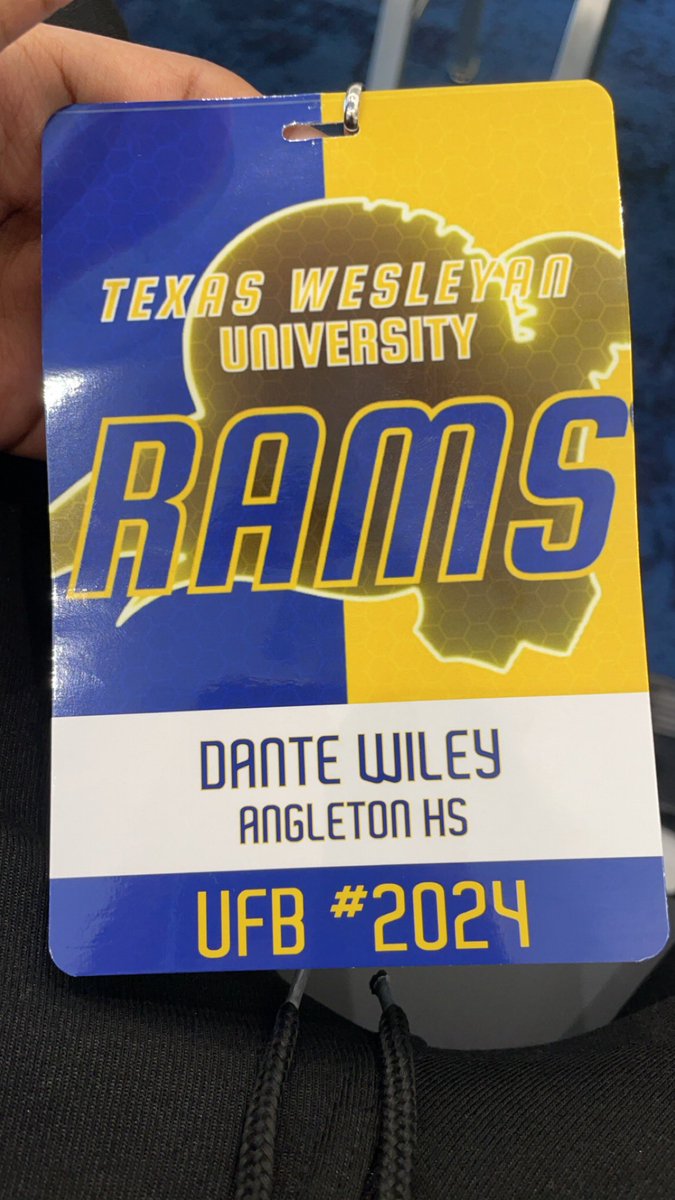 TEXAS WESLEYAN
UNIVERSITY
RAMS
DANTE WILEY
ANGLETON HS
UFB #2024